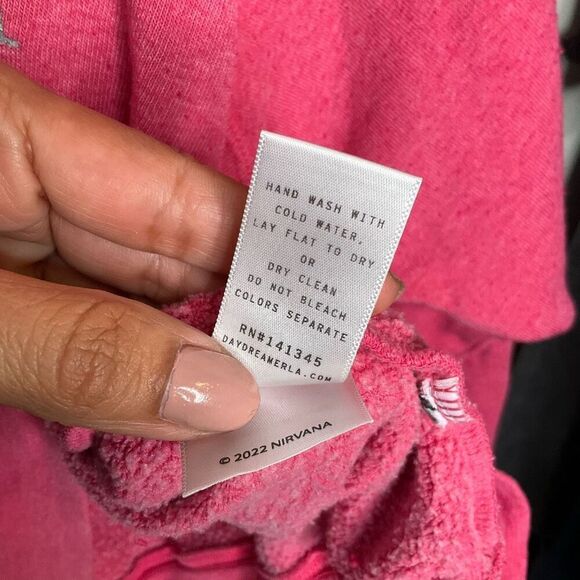 HAND WASH WITH
COLD WATER,
LAY FLAT TO DRY
OR
DRY CLEAN
DO NOT BLEACH
COLORS SEPARATE
RN#141345
DAYDREAMERLA.COM
© 2022 NIRVANA